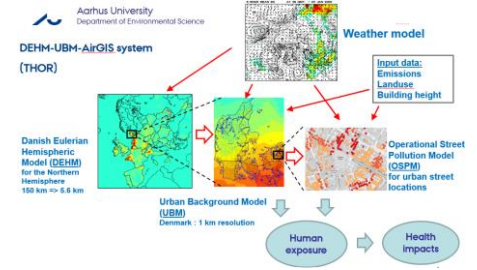 Aarhus University
Department of Environmental Science
DEHM-UBM-AirGIS system
(THOR)
Weather model
Input data:
Emissions
Landuse
Building height
Danish Eulerian
Hemispheric
Model (DEHM)
for the Northern
Hemisphere
150 km => 5.6 km
Operational Street
Pollution Model
(OSPM)
for urban street
locations
Urban Background Model
(UBM)
Denmark : 1 km resolution
Human
exposure
Health
impacts